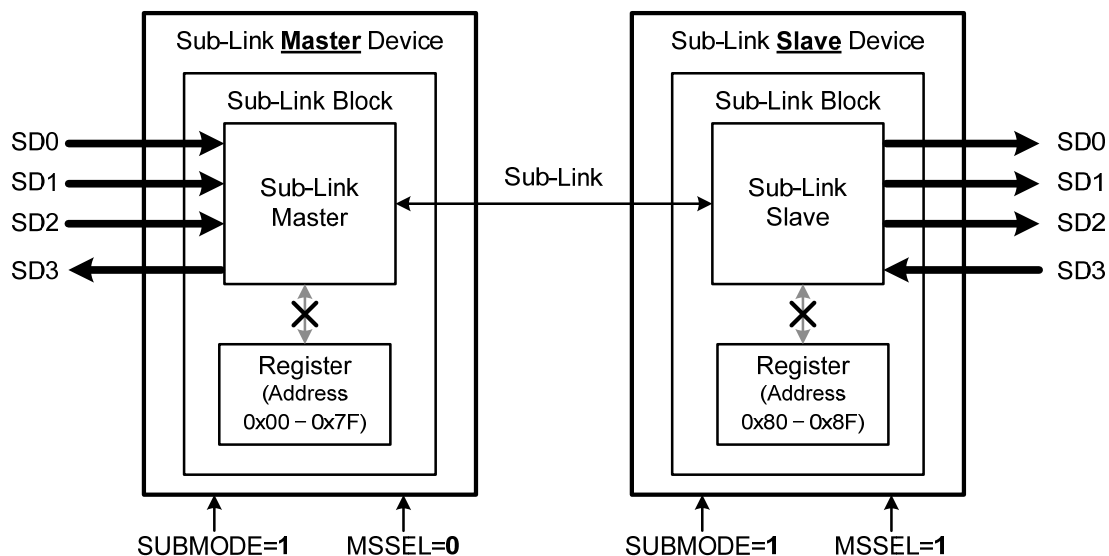 Sub-Link Master Device
Sub-Link Block
SD0
SD1
SD2
SD3
Sub-Link
Master
Register
(Address
0x00 – 0x7F)
SUBMODE=1
MSSEL=0
Sub-Link
Sub-Link Slave Device
Sub-Link Block
Sub-Link
Slave
SD0
SD1
SD2
SD3
Register
(Address
0x80 – 0x8F)
SUBMODE=1
MSSEL=1